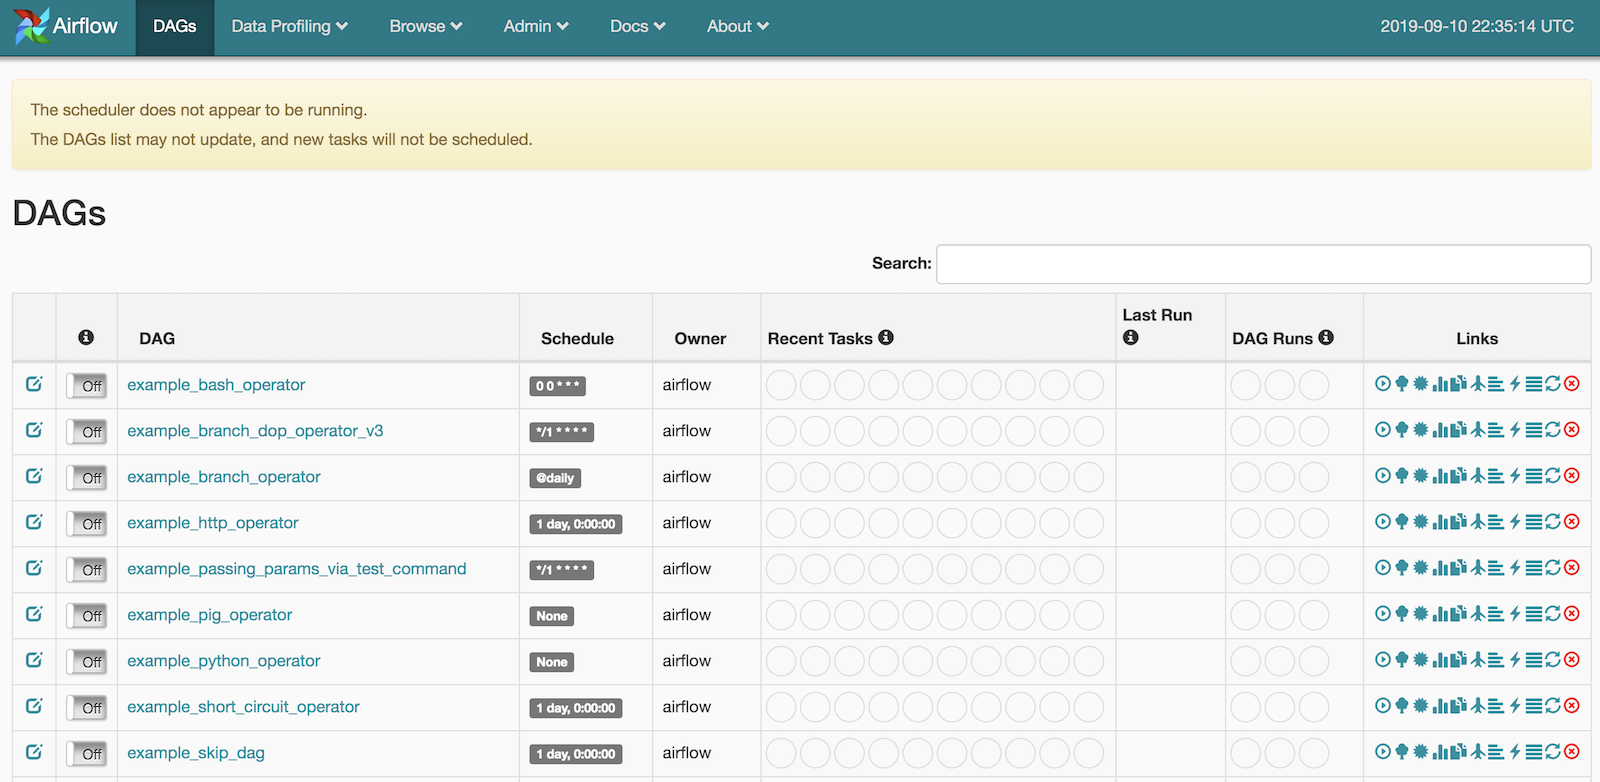 Airflow DAGs Data Profiling Browse Admin Docs About 2019-09-10 22:35:14 UTC
The scheduler does not appear to be running.
The DAGs list may not update, and new tasks will not be scheduled.
DAGs
Search:
DAG Schedule Owner Recent Tasks Last Run DAG Runs Links
Off example_bash_operator 0 0 * * * airflow
Off example_branch_dop_operator_v3 */1 * * * * airflow
Off example_branch_operator @daily airflow
Off example_http_operator 1 day, 0:00:00 airflow
Off example_passing_params_via_test_command */1 * * * * airflow
Off example_pig_operator None airflow
Off example_python_operator None airflow
Off example_short_circuit_operator 1 day, 0:00:00 airflow
Off example_skip_dag 1 day, 0:00:00 airflow